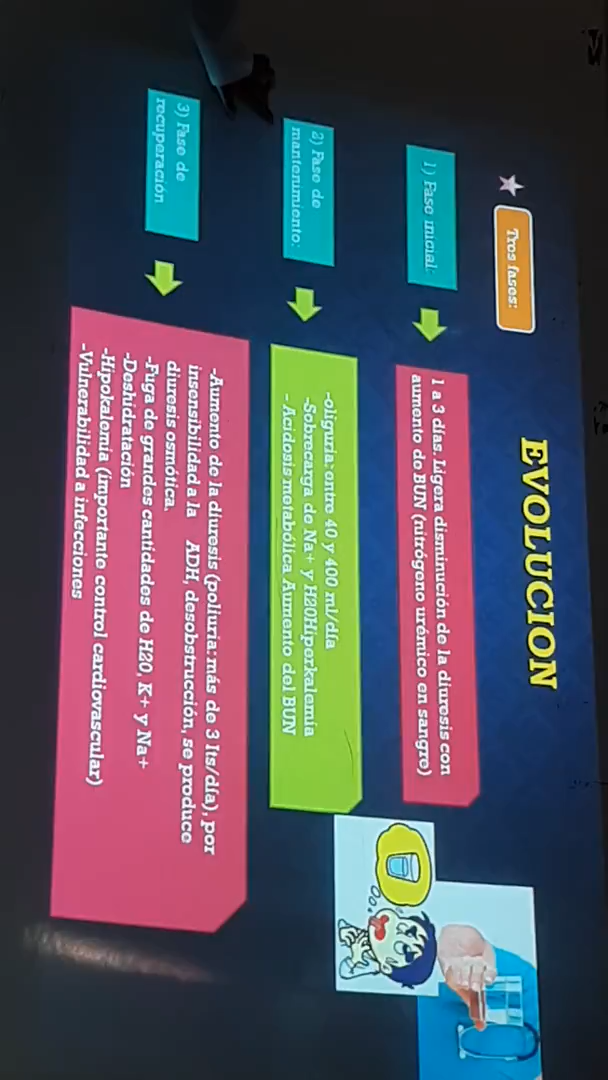 EVOLUCION
Tres fases:
1) Fase inicial:
1 a 3 días. Ligera disminución de la diuresis con
aumento de BUN (nitrógeno urémico en sangre)
2) Fase de
mantenimiento:
-oliguria: entre 40 y 400 ml/día
-Sobrecarga de Na+ y H20Hiperkalemia
- Acidosis metabólica Aumento del BUN
3) Fase de
recuperación
-Aumento de la diuresis (poliuria: más de 3 lts/día), por
insensibilidad a la ADH, desobstrucción, se produce
diuresis osmótica.
-Fuga de grandes cantidades de H20, K+ y Na+
-Deshidratación
-Hipokalemia (importante control cardiovascular)
-Vulnerabilidad a infecciones